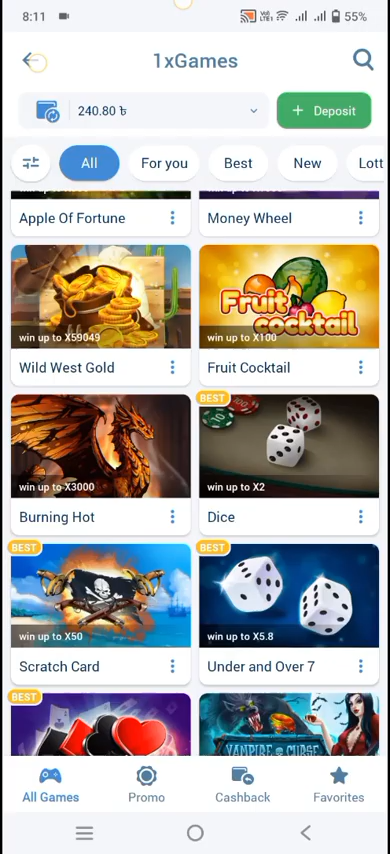 8:11
55%
1xGames
240.80 ৳
+ Deposit
All
For you
Best
New
Lott
Apple Of Fortune
Money Wheel
win up to X59049
Wild West Gold
Fruit cocktail
win up to X100
Fruit Cocktail
win up to X3000
Burning Hot
BEST
win up to X2
Dice
BEST
win up to X50
Scratch Card
BEST
win up to X5.8
Under and Over 7
BEST
VAMPIRE CURSE
All Games
Promo
Cashback
Favorites